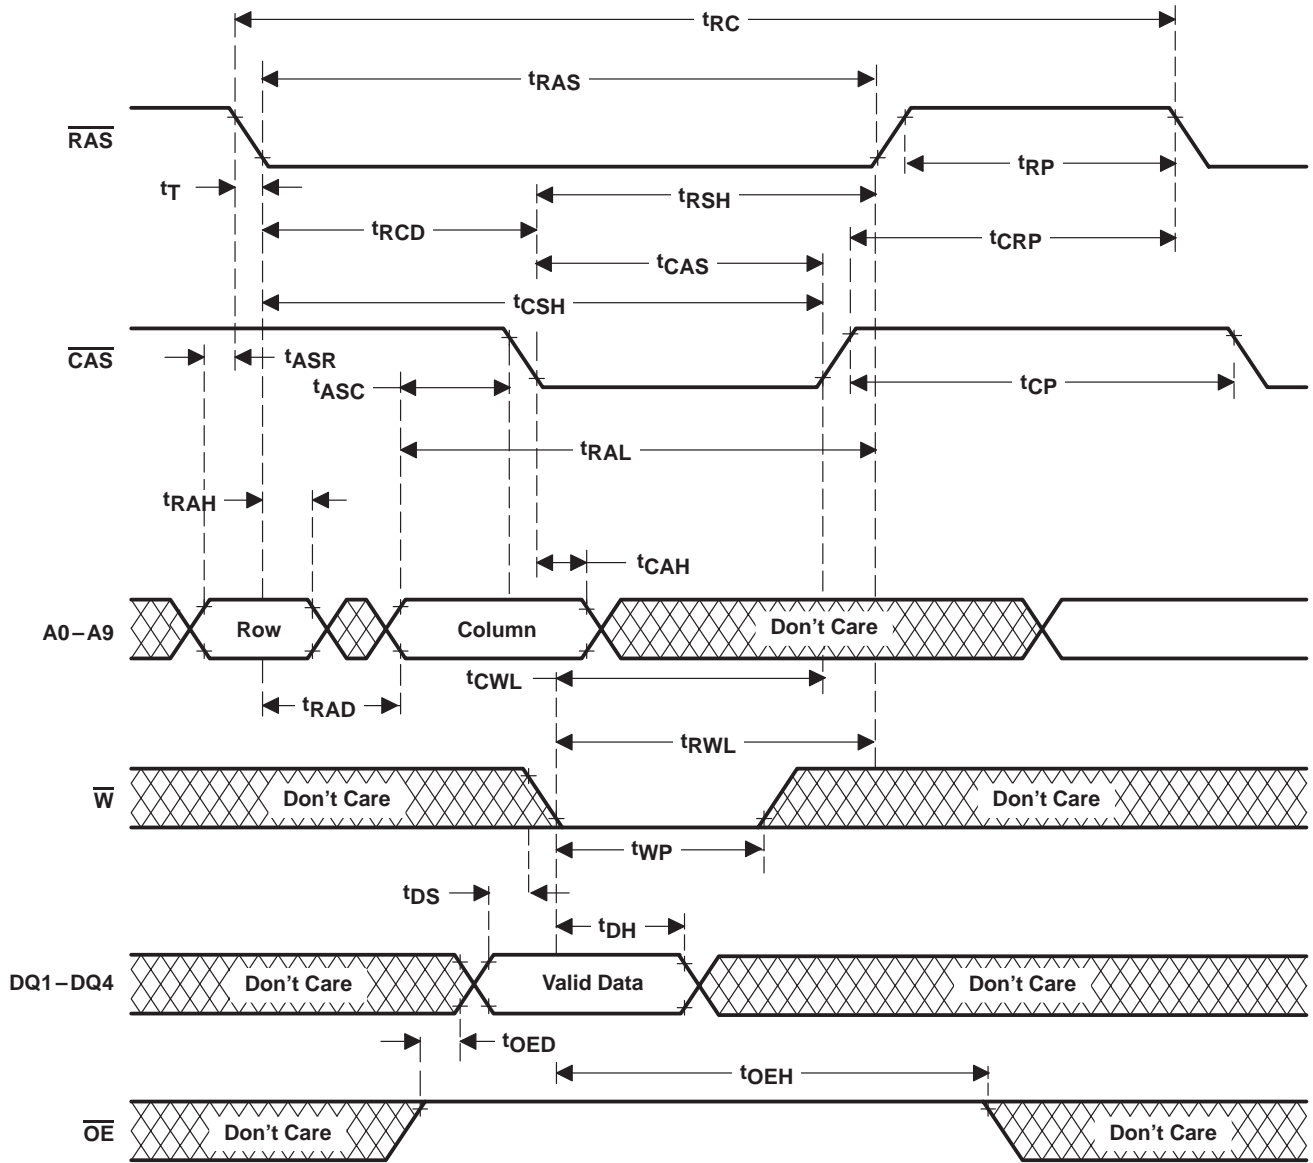 tRC
tRAS
RAS
tT
tRP
tRSH
tRCD
tCRP
tCAS
tCSH
CAS
tASR
tASC
tCP
tRAL
tRAH
tCAH
A0–A9
Row
Column
Don't Care
tCWL
tRAD
tRWL
W
Don't Care
Don't Care
tWP
tDS
tDH
DQ1–DQ4
Don't Care
Valid Data
Don't Care
tOED
tOEH
OE
Don't Care
Don't Care